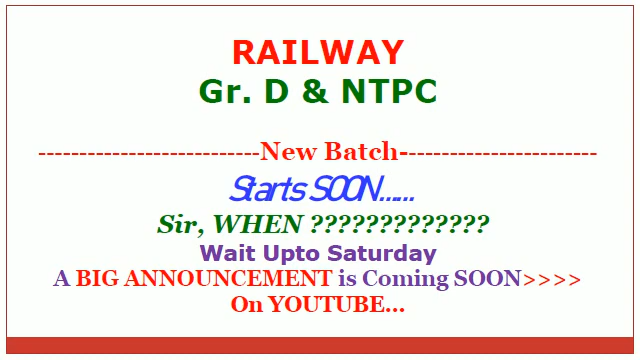 RAILWAY
Gr. D & NTPC
---------------------------New Batch------------------------
Starts SOON......
Sir, WHEN ?????????????
Wait Upto Saturday
A BIG ANNOUNCEMENT is Coming SOON>>>>
On YOUTUBE...